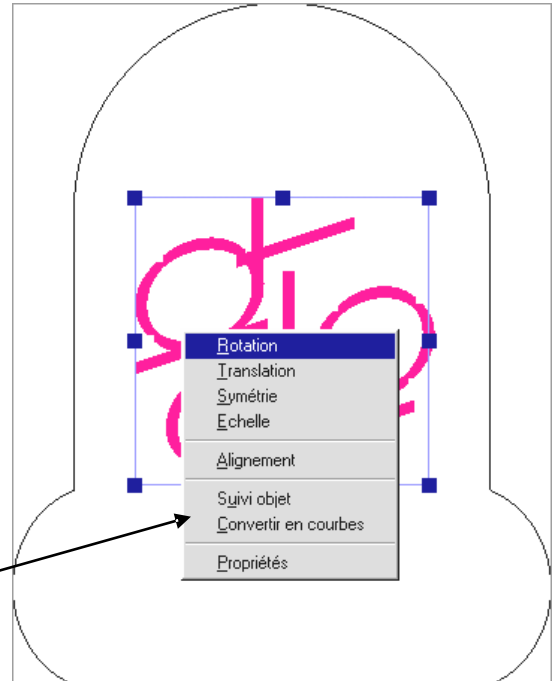 Rotation
Translation
Symétrie
Echelle
Alignement
Suivi objet
Convertir en courbes
Propriétés